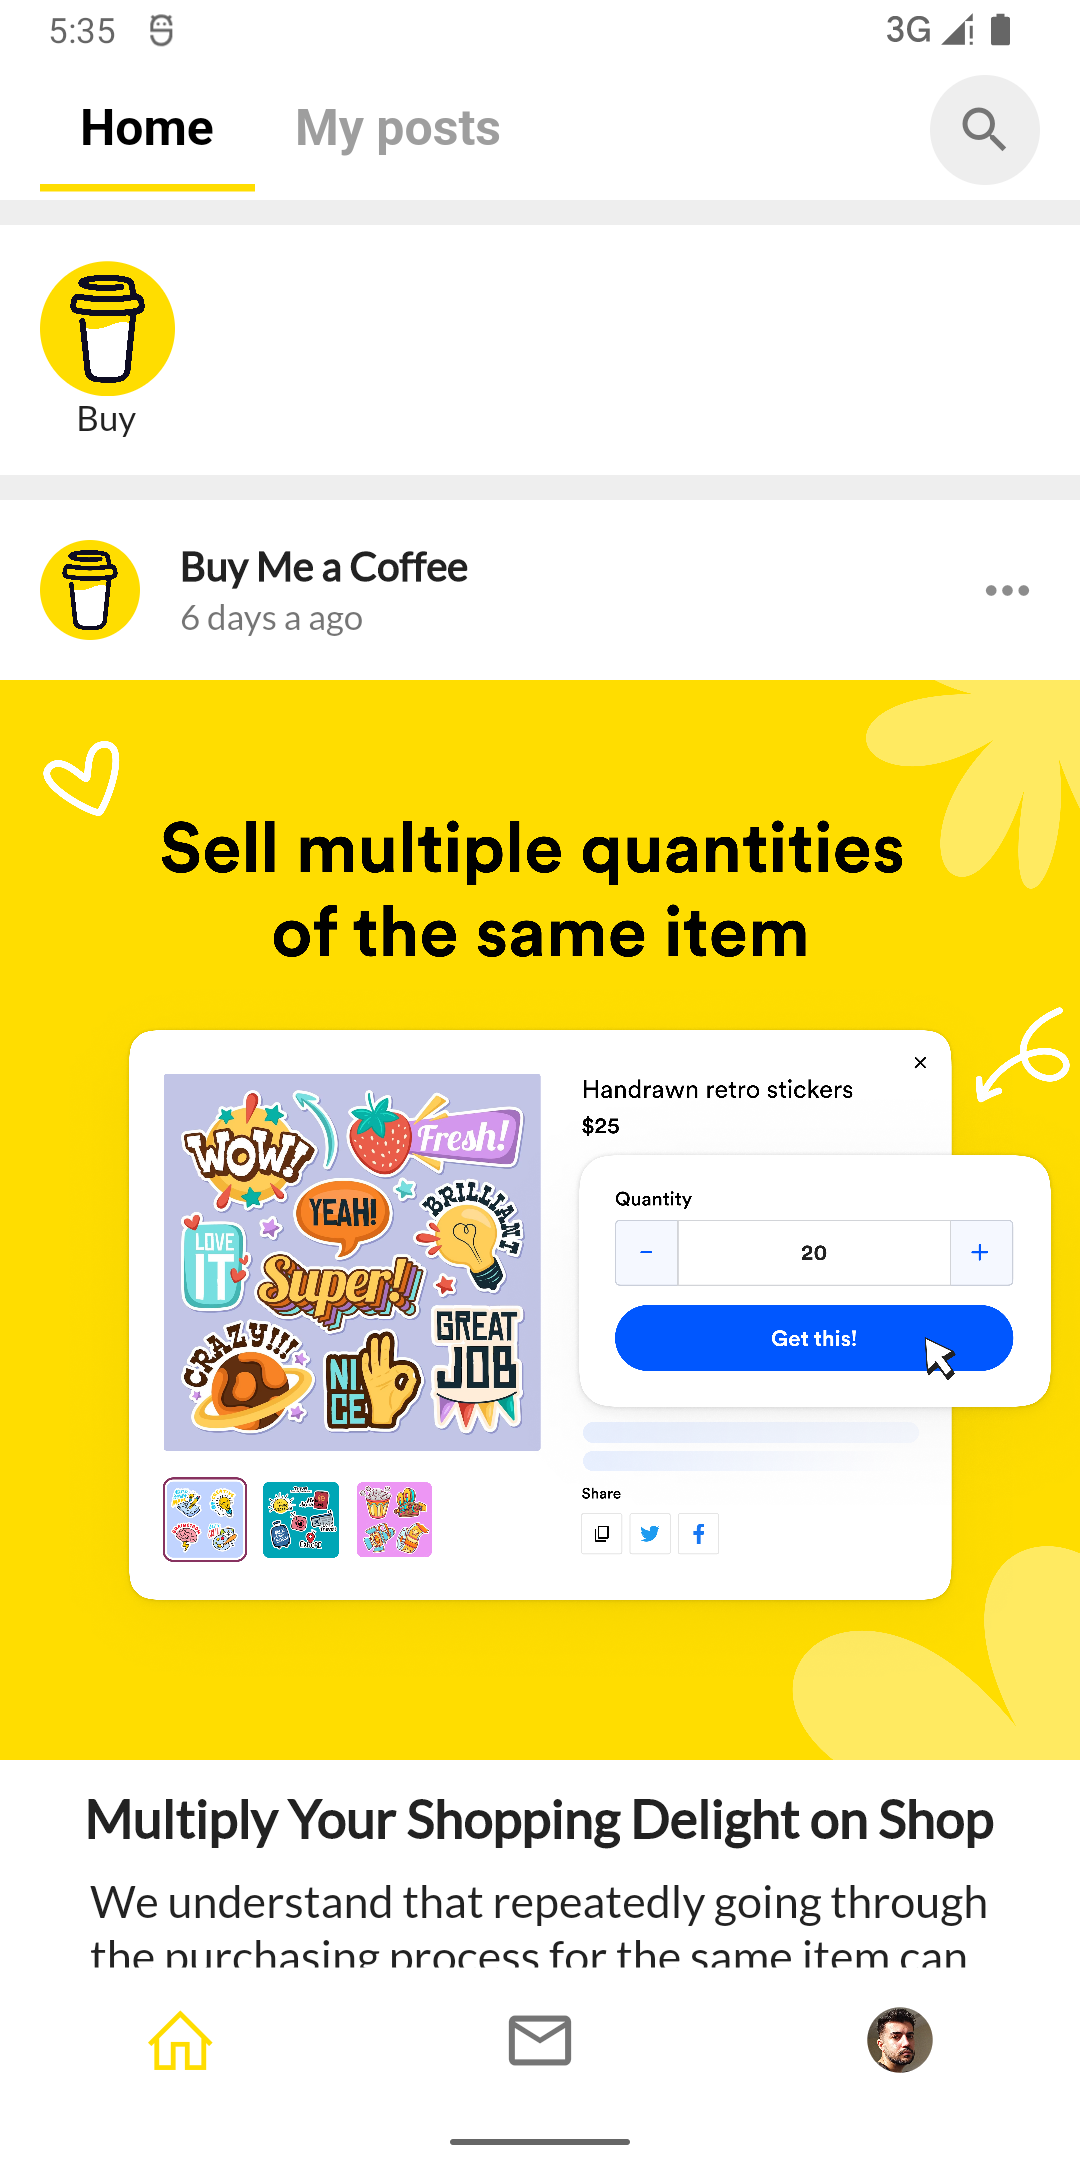 5:35
3G
Home
My posts
Buy
Buy Me a Coffee
6 days a ago
Sell multiple quantities
of the same item
Handrawn retro stickers
$25
WOW!
Fresh!
YEAH!
BRILLIANT
LOVE
IT
Super!!
CRAZY!!!
NI
CE
GREAT
JOB
Quantity
- 20 +
Get this!
Share
Multiply Your Shopping Delight on Shop
We understand that repeatedly going through
the purchasing process for the same item can